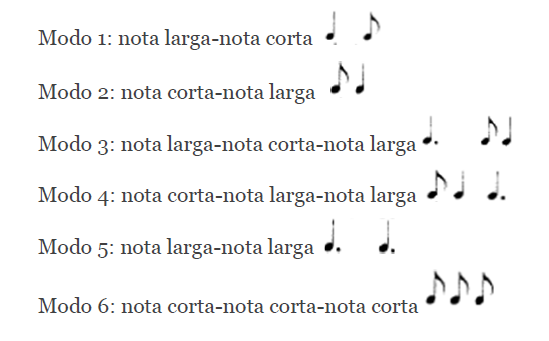 Modo 1: nota larga-nota corta
Modo 2: nota corta-nota larga
Modo 3: nota larga-nota corta-nota larga
Modo 4: nota corta-nota larga-nota larga
Modo 5: nota larga-nota larga
Modo 6: nota corta-nota corta-nota corta